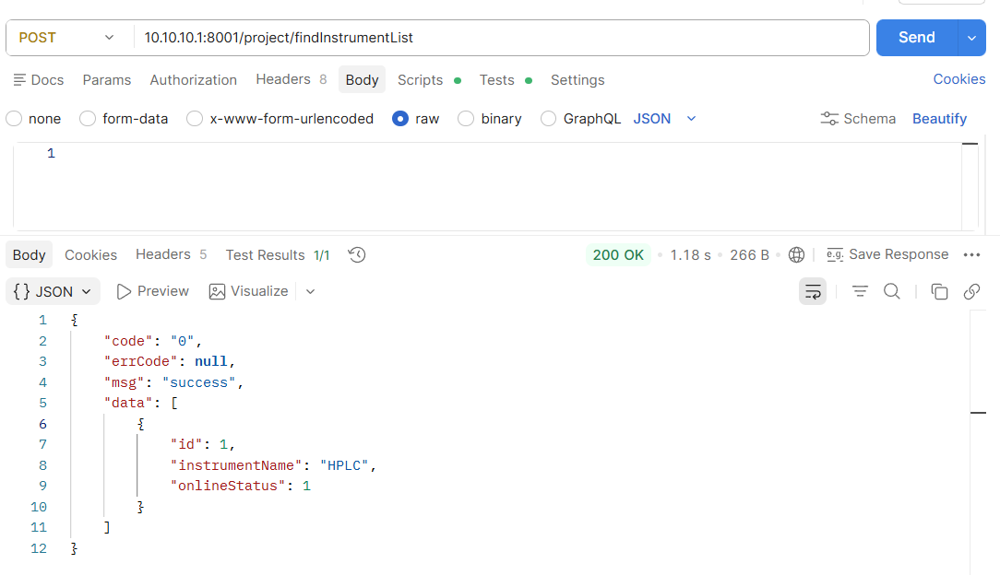 POST 10.10.10.1:8001/project/findInstrumentList Send
Docs Params Authorization Headers 8 Body Scripts Tests Settings Cookies
none form-data x-www-form-urlencoded raw binary GraphQL JSON Schema Beautify
1
Body Cookies Headers 5 Test Results 1/1 200 OK 1.18 s 266 B e.g. Save Response
{} JSON Preview Visualize
1 {
2 "code": "0",
3 "errCode": null,
4 "msg": "success",
5 "data": [
6 {
7 "id": 1,
8 "instrumentName": "HPLC",
9 "onlineStatus": 1
10 }
11 ]
12 }